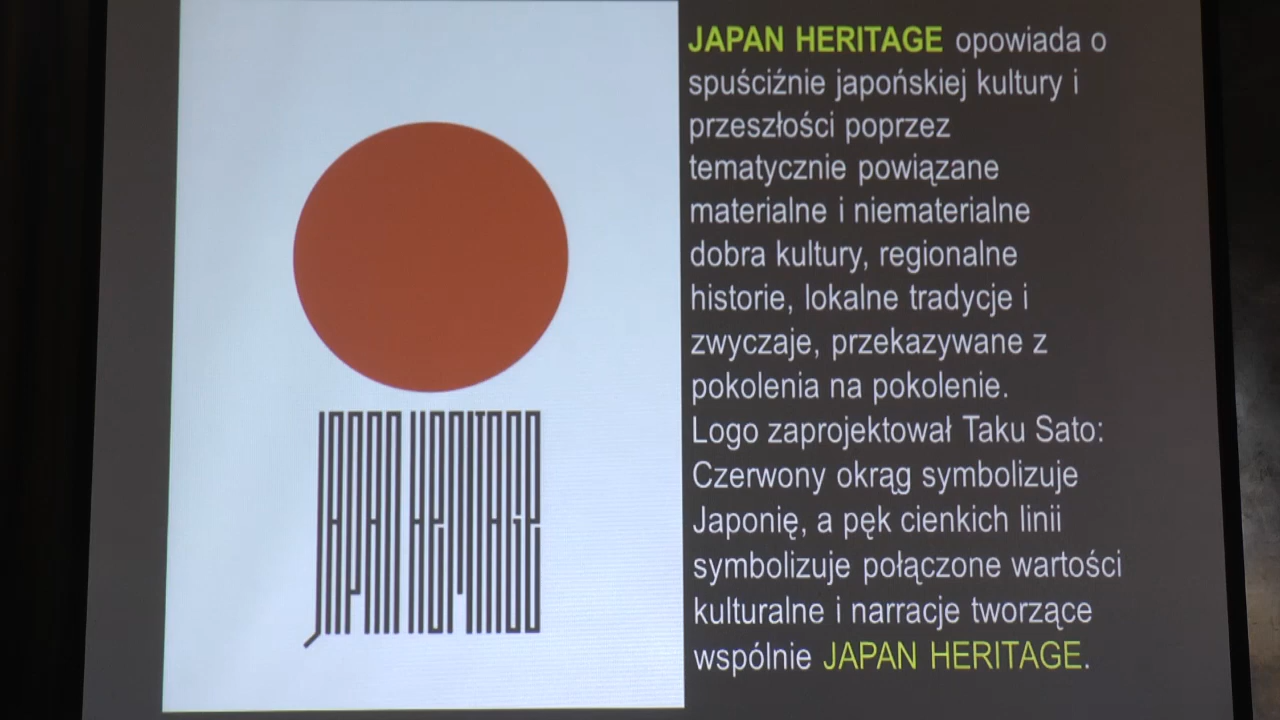 JAPAN HERITAGE
JAPAN HERITAGE opowiada o
spuściźnie japońskiej kultury i
przeszłości poprzez
tematycznie powiązane
materialne i niematerialne
dobra kultury, regionalne
historie, lokalne tradycje i
zwyczaje, przekazywane z
pokolenia na pokolenie.
Logo zaprojektował Taku Sato:
Czerwony okrąg symbolizuje
Japonię, a pęk cienkich linii
symbolizuje połączone wartości
kulturalne i narracje tworzące
wspólnie JAPAN HERITAGE.